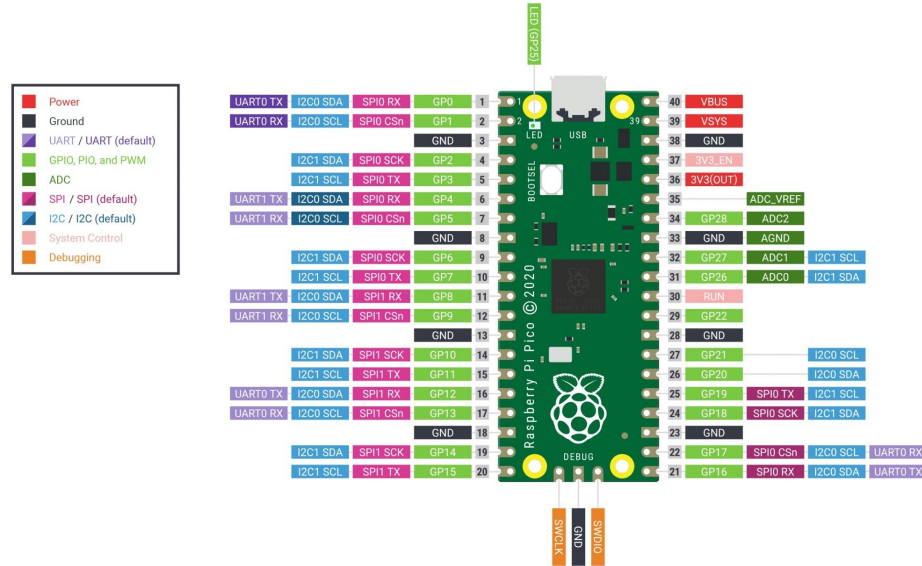 LED (GP25)
Power
Ground
UART / UART (default)
GPIO, PIO, and PWM
ADC
SPI / SPI (default)
I2C / I2C (default)
System Control
Debugging
UART0 TX I2C0 SDA SPI0 RX GP0 1
UART0 RX I2C0 SCL SPI0 CSn GP1 2
GND 3
I2C1 SDA SPI0 SCK GP2 4
I2C1 SCL SPI0 TX GP3 5
UART1 TX I2C0 SDA SPI0 RX GP4 6
UART1 RX I2C0 SCL SPI0 CSn GP5 7
GND 8
I2C1 SDA SPI0 SCK GP6 9
I2C1 SCL SPI0 TX GP7 10
UART1 TX I2C0 SDA SPI1 RX GP8 11
UART1 RX I2C0 SCL SPI1 CSn GP9 12
GND 13
I2C1 SDA SPI1 SCK GP10 14
I2C1 SCL SPI1 TX GP11 15
UART0 TX I2C0 SDA SPI1 RX GP12 16
UART0 RX I2C0 SCL SPI1 CSn GP13 17
GND 18
I2C1 SDA SPI1 SCK GP14 19
I2C1 SCL SPI1 TX GP15 20
1
2 39
LED USB
BOOTSEL
Raspberry Pi Pico © 2020
DEBUG
40 VBUS
39 VSYS
38 GND
37 3V3_EN
36 3V3(OUT)
35 ADC_VREF
34 GP28 ADC2
33 GND AGND
32 GP27 ADC1 I2C1 SCL
31 GP26 ADC0 I2C1 SDA
30 RUN
29 GP22
28 GND
27 GP21 I2C0 SCL
26 GP20 I2C0 SDA
25 GP19 SPI0 TX I2C1 SCL
24 GP18 SPI0 SCK I2C1 SDA
23 GND
22 GP17 SPI0 CSn I2C0 SCL UART0 RX
21 GP16 SPI0 RX I2C0 SDA UART0 TX
SWCLK
GND
SWDIO